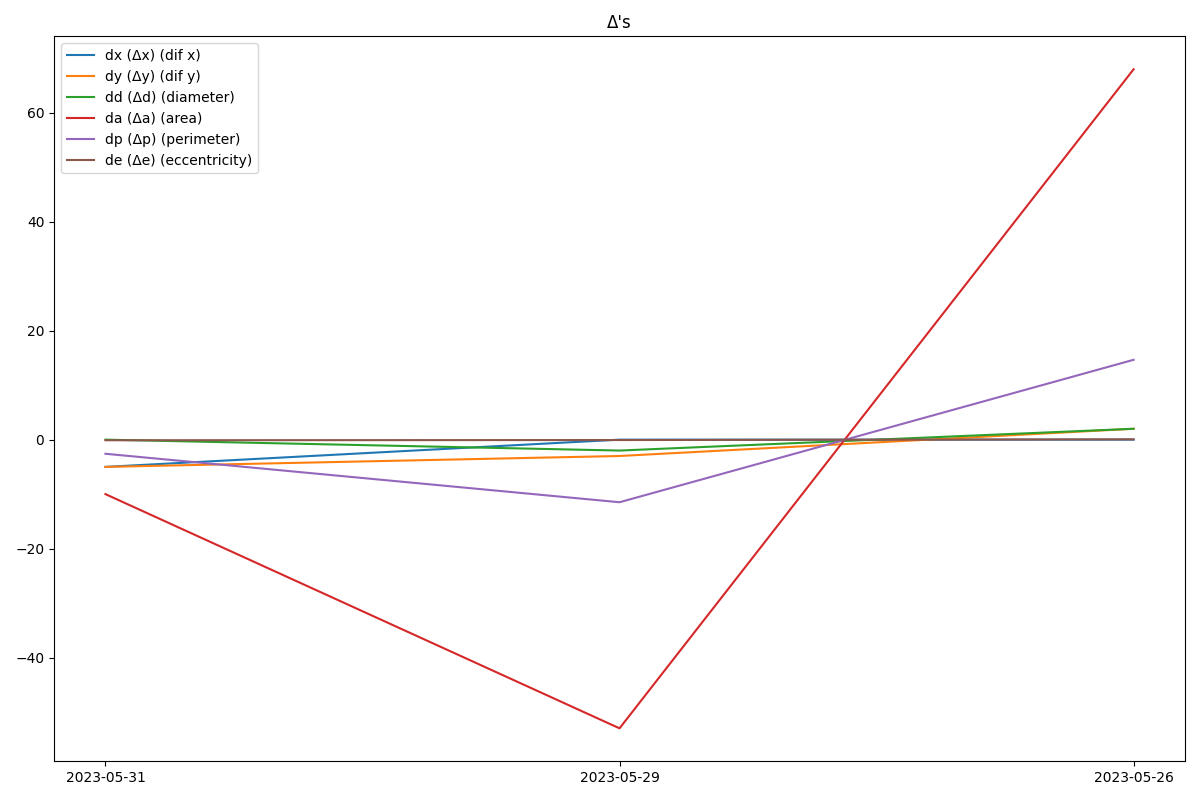 Δ's
dx (Δx) (dif x)
dy (Δy) (dif y)
dd (Δd) (diameter)
da (Δa) (area)
dp (Δp) (perimeter)
de (Δe) (eccentricity)
60
40
20
0
−20
−40
2023-05-31
2023-05-29
2023-05-26